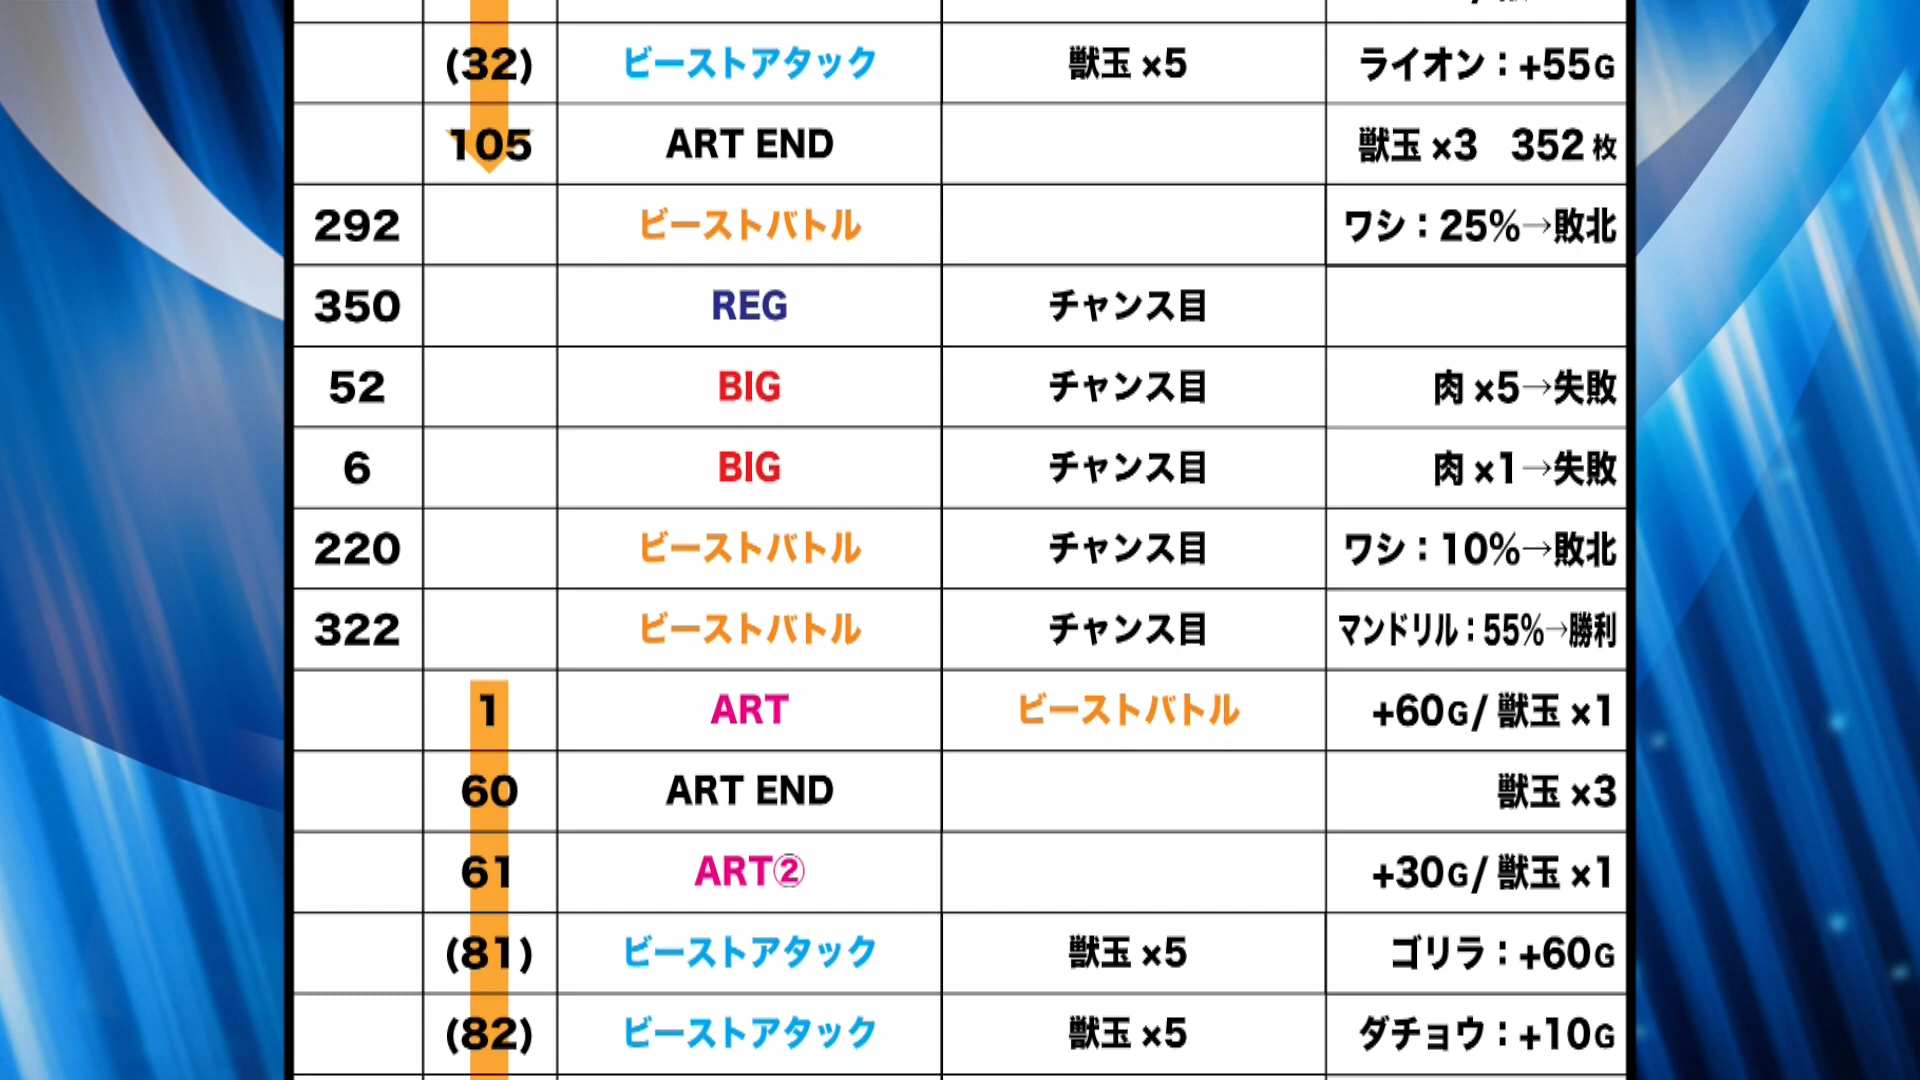 (32) ビーストアタック 獣玉 ×5 ライオン：+55G
105 ART END 獣玉 ×3 352 枚
292 ビーストバトル ワシ：25%→敗北
350 REG チャンス目
52 BIG チャンス目 肉 ×5→失敗
6 BIG チャンス目 肉 ×1→失敗
220 ビーストバトル チャンス目 ワシ：10%→敗北
322 ビーストバトル チャンス目 マンドリル：55%→勝利
1 ART ビーストバトル +60G/ 獣玉 ×1
60 ART END 獣玉 ×3
61 ART② +30G/ 獣玉 ×1
(81) ビーストアタック 獣玉 ×5 ゴリラ：+60G
(82) ビーストアタック 獣玉 ×5 ダチョウ：+10G